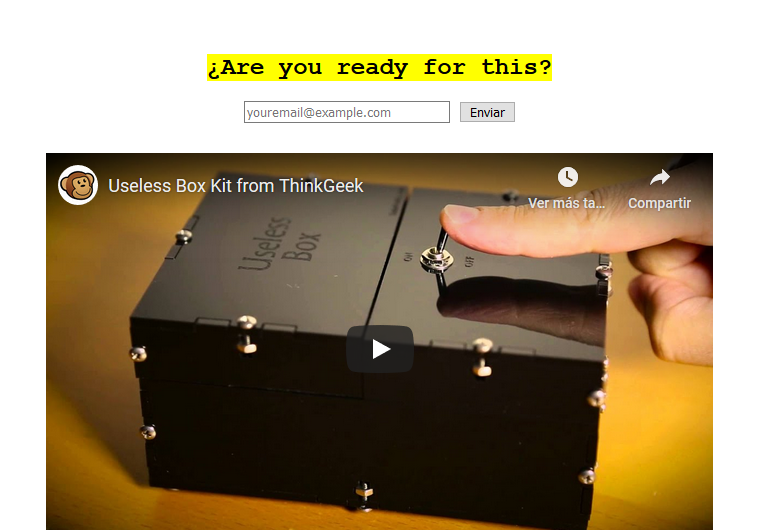 ¿Are you ready for this?
youremail@example.com
Enviar
Useless Box Kit from ThinkGeek
Ver más ta...
Compartir
Useless
Box
ON
OFF